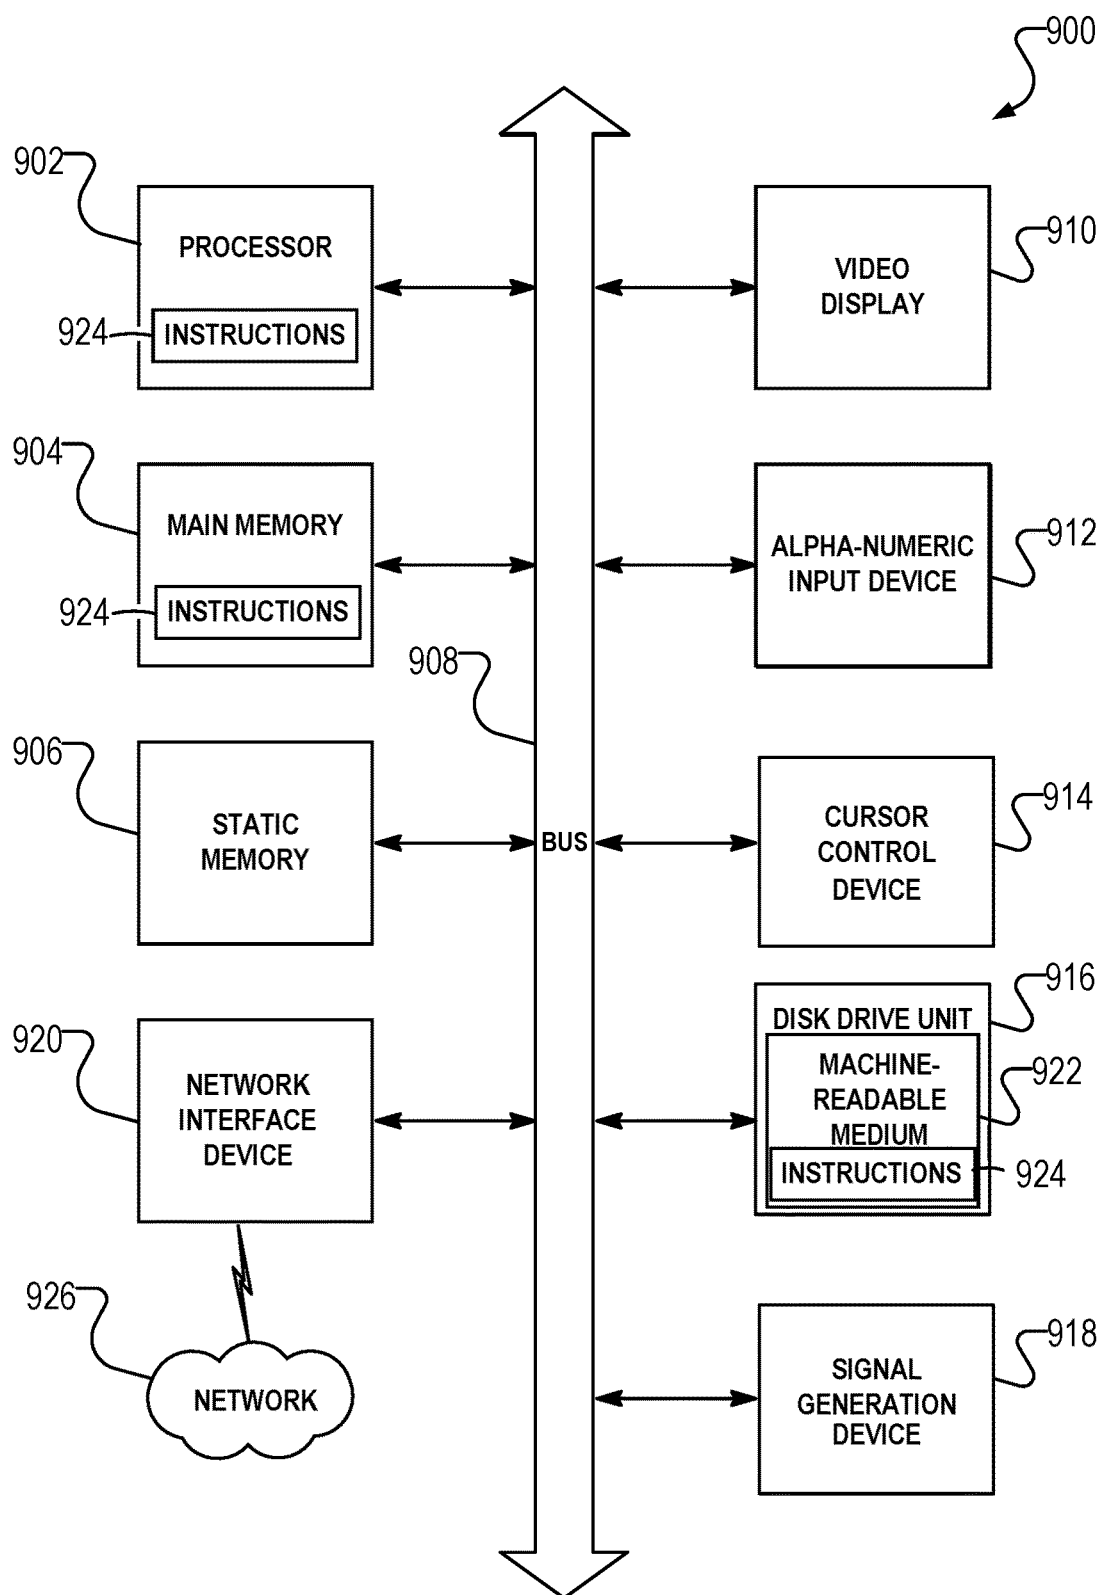 900
902
PROCESSOR
924
INSTRUCTIONS
910
VIDEO
DISPLAY
904
MAIN MEMORY
924
INSTRUCTIONS
912
ALPHA-NUMERIC
INPUT DEVICE
908
906
STATIC
MEMORY
BUS
914
CURSOR
CONTROL
DEVICE
920
NETWORK
INTERFACE
DEVICE
916
DISK DRIVE UNIT
922
MACHINE-
READABLE
MEDIUM
INSTRUCTIONS
924
926
NETWORK
918
SIGNAL
GENERATION
DEVICE